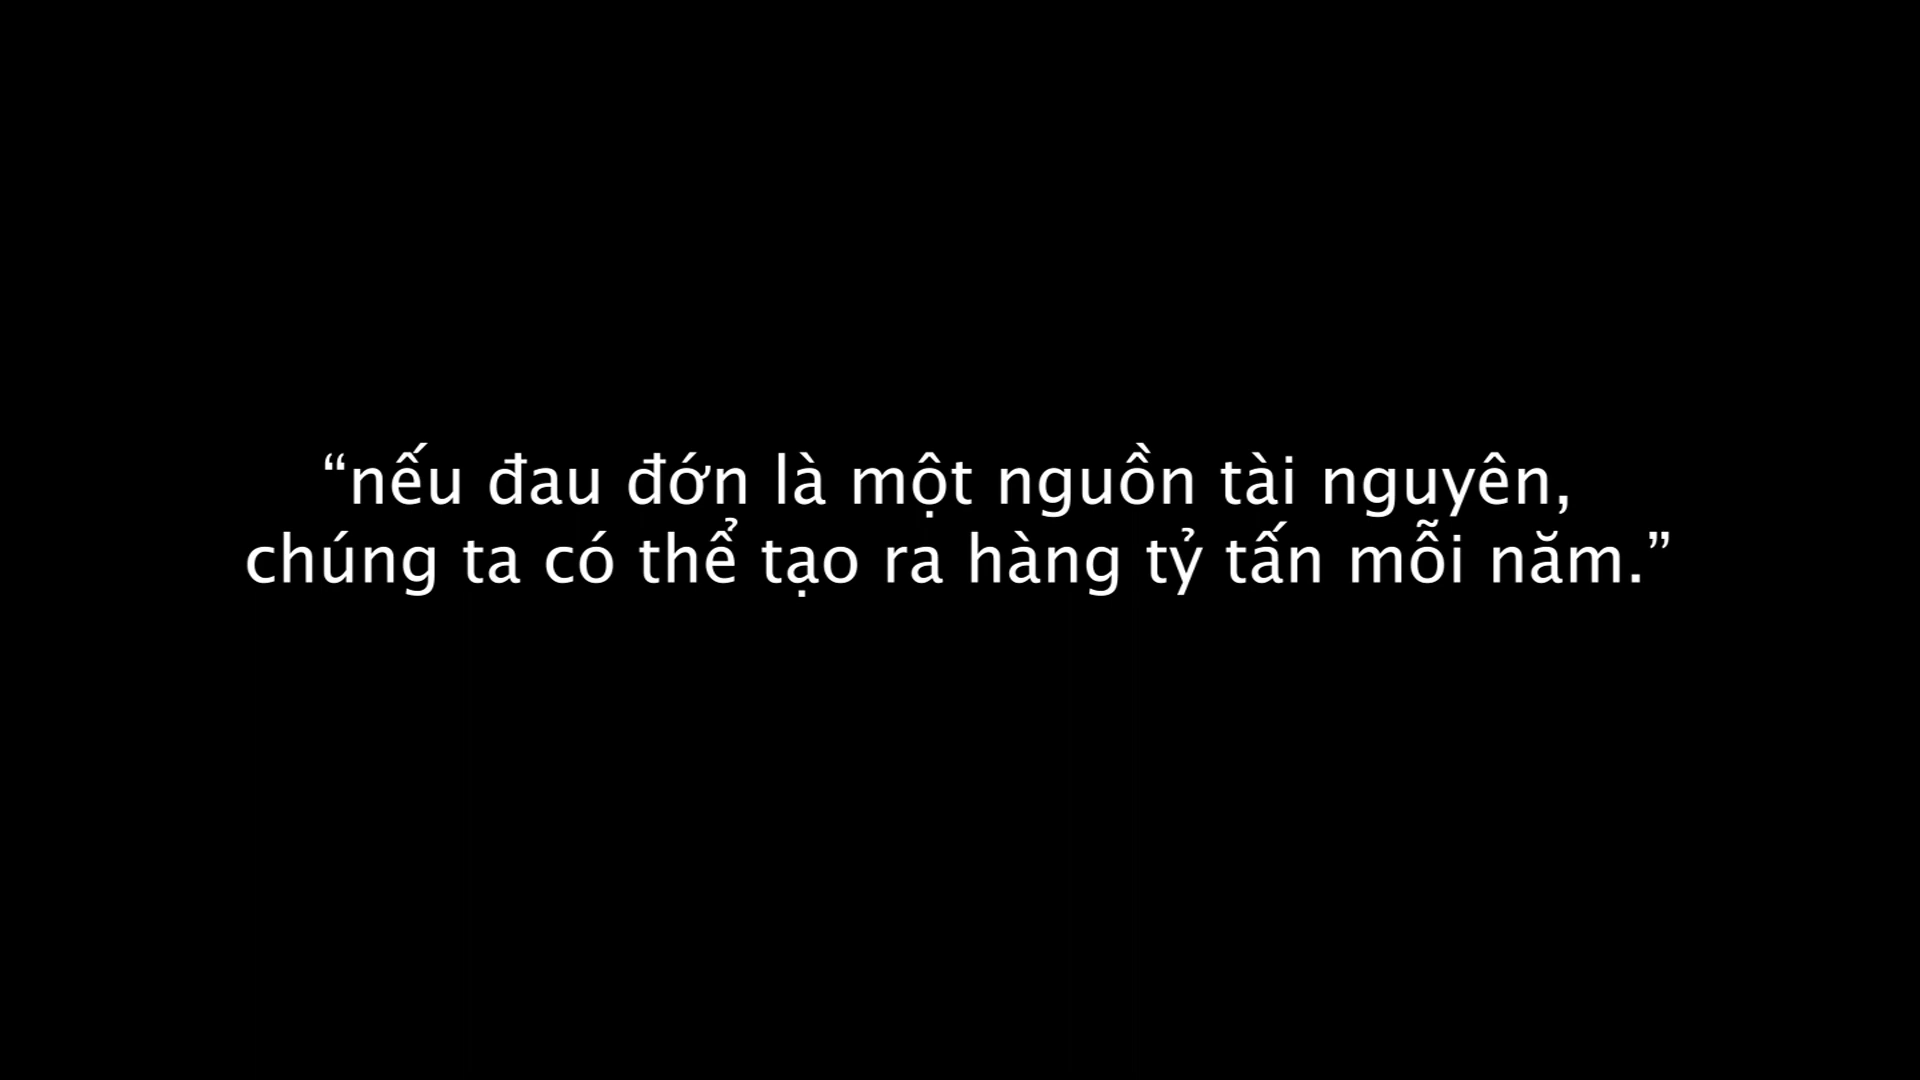 “nếu đau đớn là một nguồn tài nguyên,
chúng ta có thể tạo ra hàng tỷ tấn mỗi năm.”